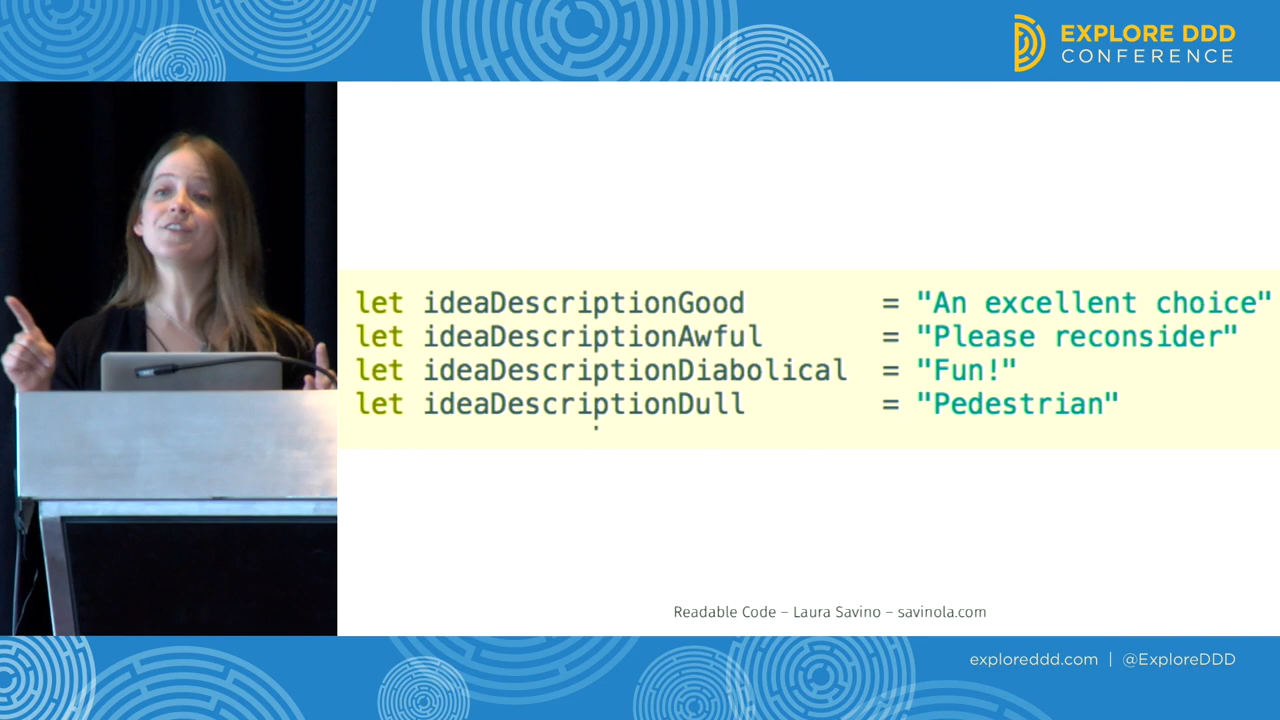 EXPLORE DDD
CONFERENCE
let ideaDescriptionGood        = "An excellent choice"
let ideaDescriptionAwful       = "Please reconsider"
let ideaDescriptionDiabolical  = "Fun!"
let ideaDescriptionDull        = "Pedestrian"
Readable Code – Laura Savino – savinola.com
exploreddd.com | @ExploreDDD